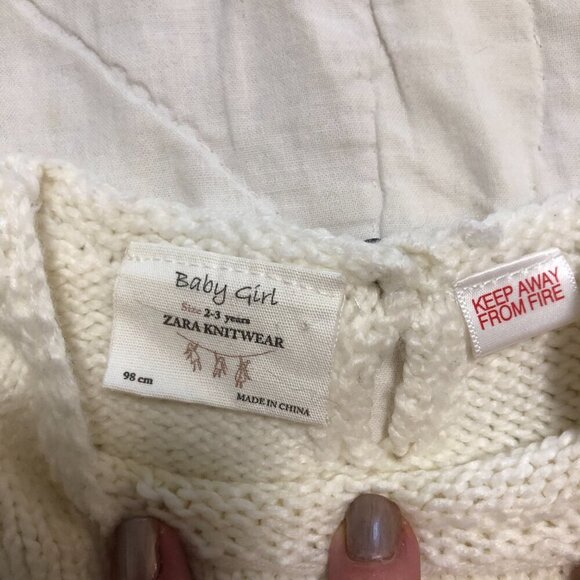 Baby Girl
Size 2-3 years
ZARA KNITWEAR
98 cm
MADE IN CHINA
KEEP AWAY
FROM FIRE